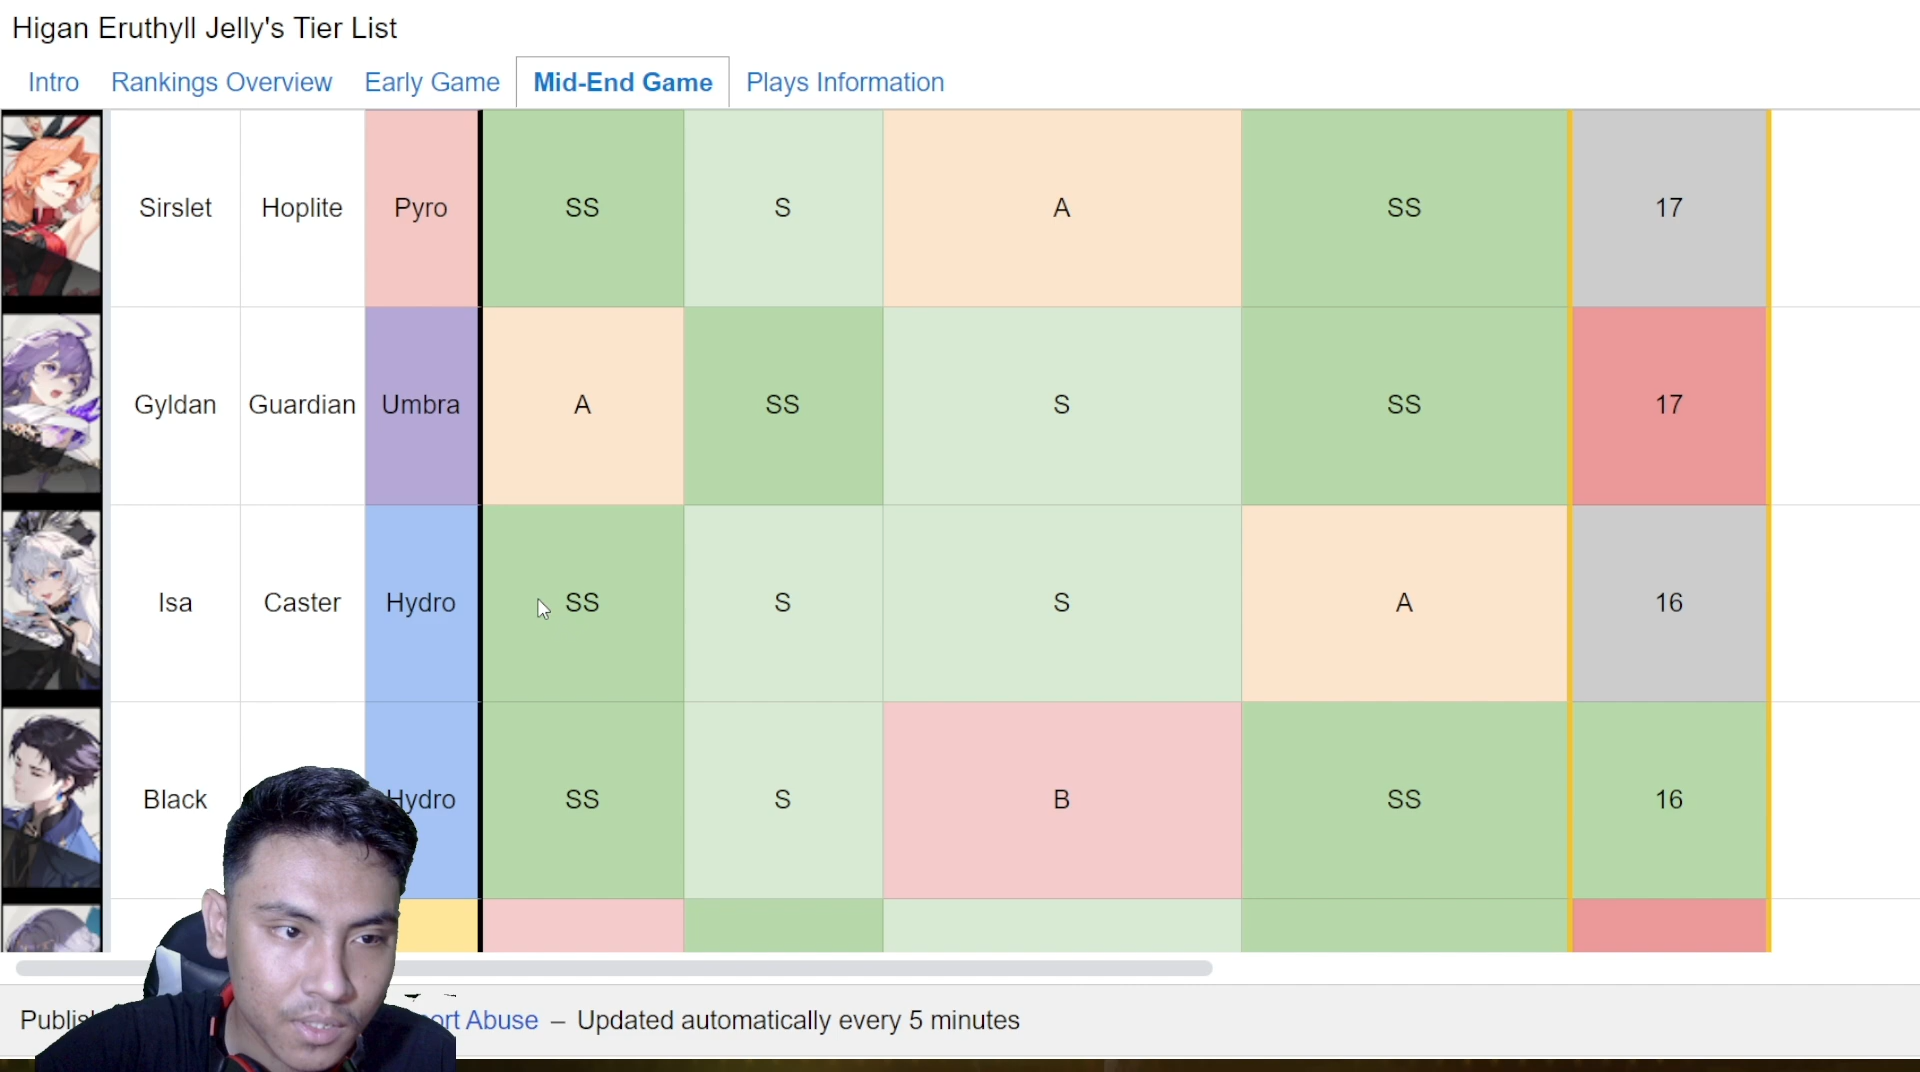 Higan Eruthyll Jelly's Tier List
Intro Rankings Overview Early Game Mid-End Game Plays Information
Sirslet Hoplite Pyro SS S A SS 17
Gyldan Guardian Umbra A SS S SS 17
Isa Caster Hydro SS S S A 16
Black Hydro SS S B SS 16
Abuse – Updated automatically every 5 minutes